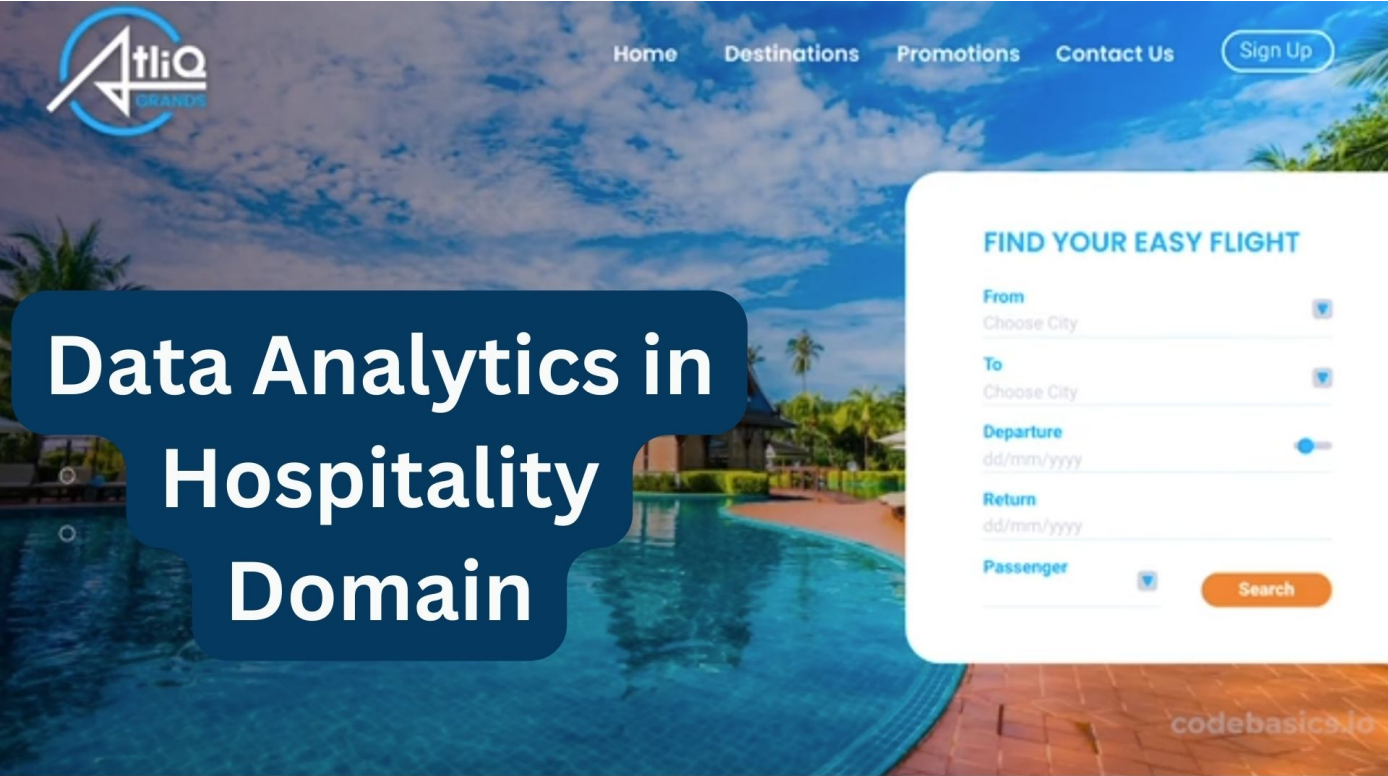 AtliQ
GRANDS
Home Destinations Promotions Contact Us Sign Up
Data Analytics in
Hospitality
Domain
FIND YOUR EASY FLIGHT
From
Choose City
To
Choose City
Departure
dd/mm/yyyy
Return
dd/mm/yyyy
Passenger
Search
codebasics.io